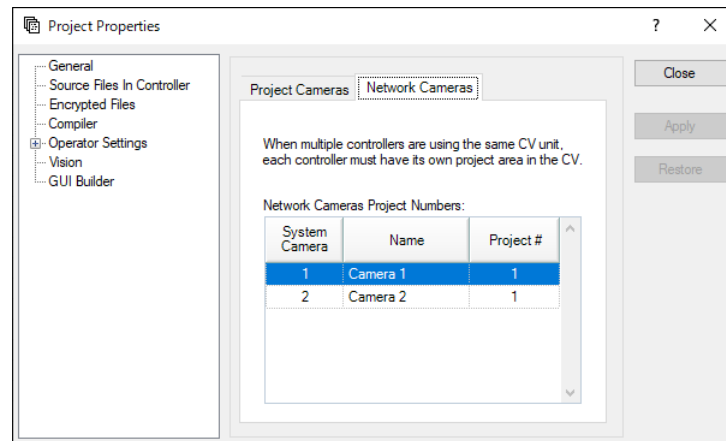 Project Properties
?
General
Source Files In Controller
Encrypted Files
Compiler
Operator Settings
Vision
GUI Builder
Project Cameras
Network Cameras
When multiple controllers are using the same CV unit,
each controller must have its own project area in the CV.
Network Cameras Project Numbers:
System
Camera
Name
Project #
1 Camera 1 1
2 Camera 2 1
Close
Apply
Restore